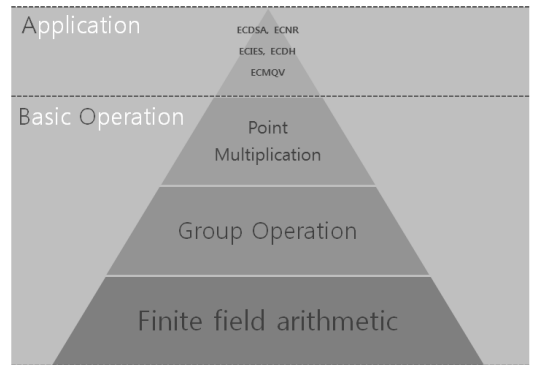 Application
ECDSA, ECNR
ECIES, ECDH
ECMQV
Basic Operation
Point
Multiplication
Group Operation
Finite field arithmetic